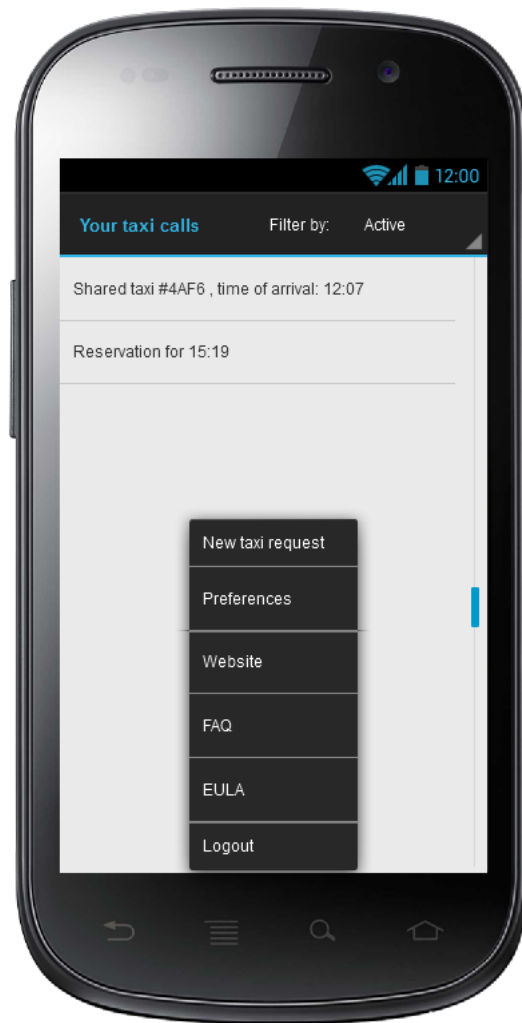 12:00
Your taxi calls Filter by: Active
Shared taxi #4AF6 , time of arrival: 12:07
Reservation for 15:19
New taxi request
Preferences
Website
FAQ
EULA
Logout